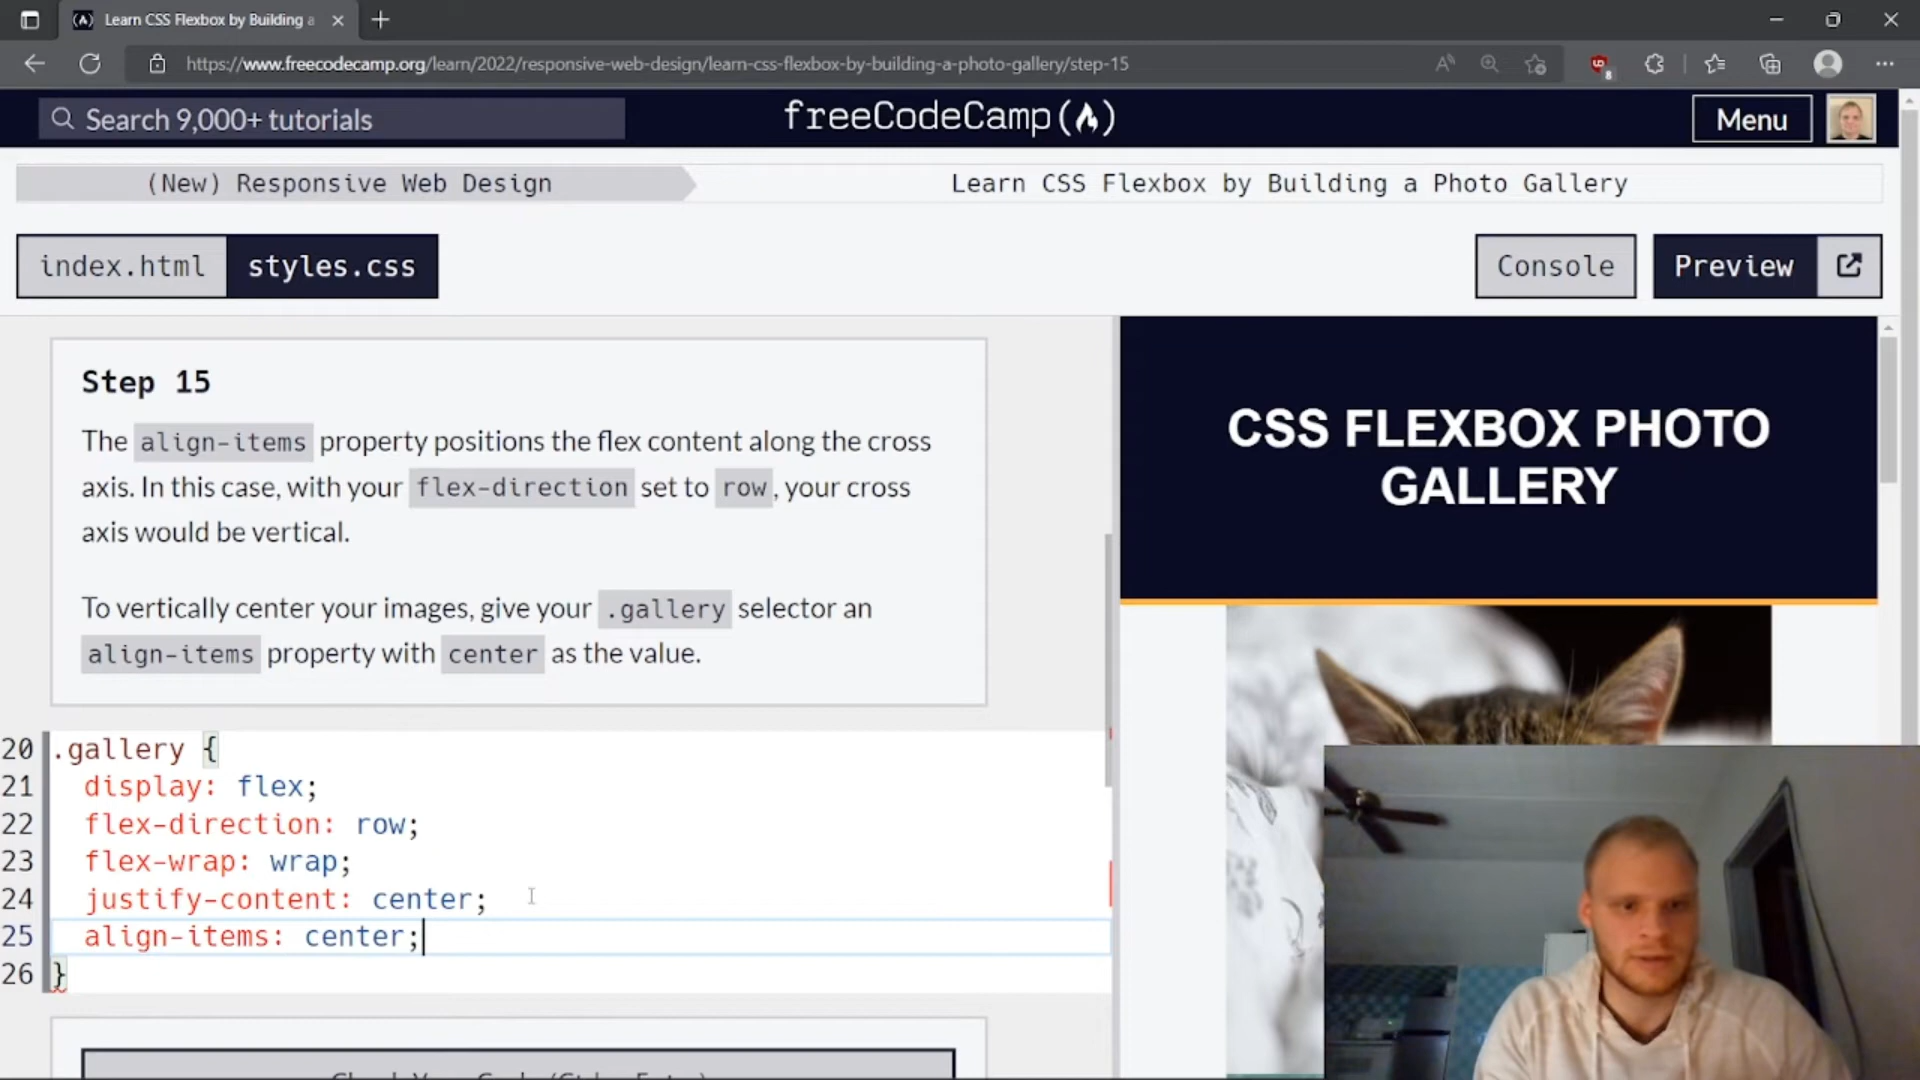 Learn CSS Flexbox by Building a
https://www.freecodecamp.org/learn/2022/responsive-web-design/learn-css-flexbox-by-building-a-photo-gallery/step-15
8
Search 9,000+ tutorials
freeCodeCamp
Menu
(New) Responsive Web Design
Learn CSS Flexbox by Building a Photo Gallery
index.html
styles.css
Console
Preview
Step 15
The align-items property positions the flex content along the cross
axis. In this case, with your flex-direction set to row, your cross
axis would be vertical.
To vertically center your images, give your .gallery selector an
align-items property with center as the value.
20 .gallery {
21 display: flex;
22 flex-direction: row;
23 flex-wrap: wrap;
24 justify-content: center;
25 align-items: center;
26 }
CSS FLEXBOX PHOTO
GALLERY